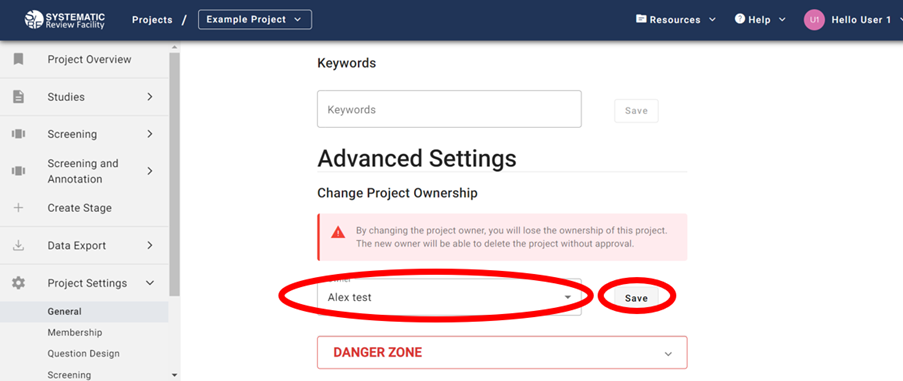 SYSTEMATIC
Review Facility
Projects / Example Project
Resources
Help
U1
Hello User 1
Project Overview
Studies
Screening
Screening and
Annotation
Create Stage
Data Export
Project Settings
General
Membership
Question Design
Screening
Keywords
Keywords
Save
Advanced Settings
Change Project Ownership
By changing the project owner, you will lose the ownership of this project.
The new owner will be able to delete the project without approval.
Alex test
Save
DANGER ZONE